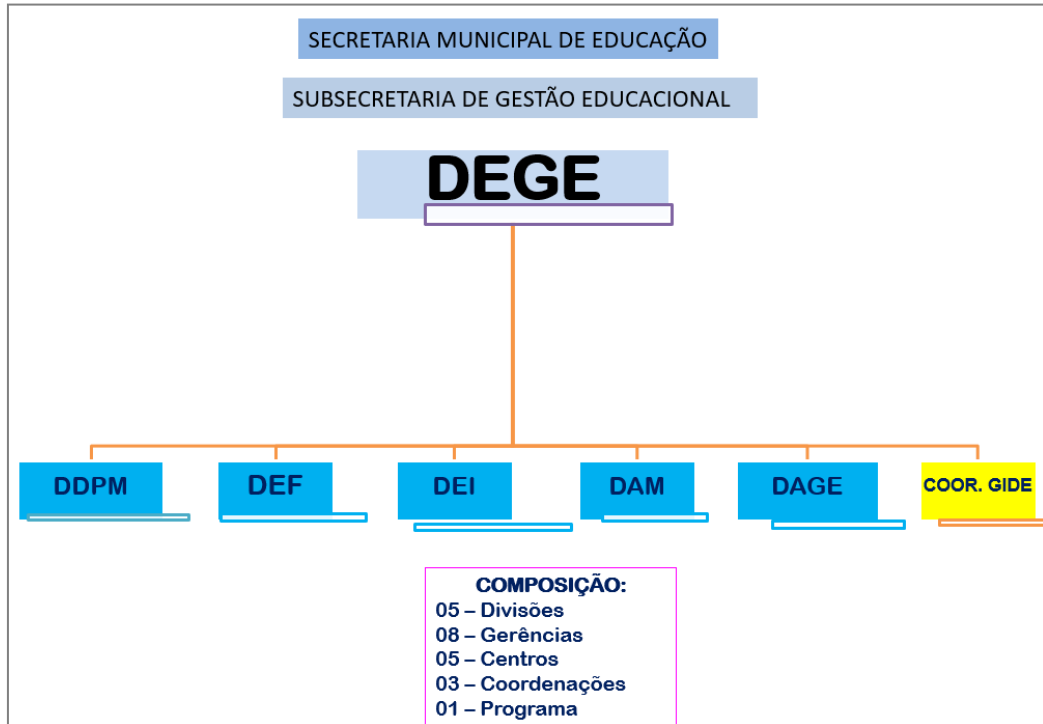 SECRETARIA MUNICIPAL DE EDUCAÇÃO
SUBSECRETARIA DE GESTÃO EDUCACIONAL
DEGE
DDPM
DEF
DEI
DAM
DAGE
COOR. GIDE
COMPOSIÇÃO:
05 – Divisões
08 – Gerências
05 – Centros
03 – Coordenações
01 – Programa